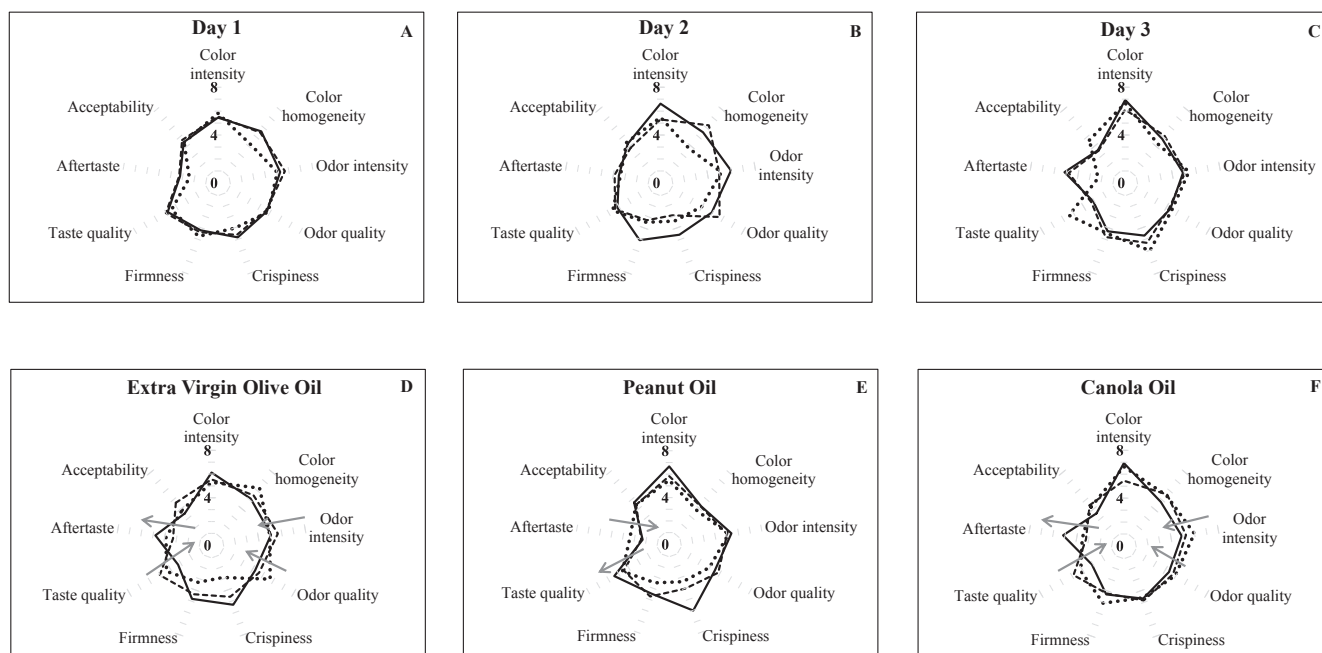 Day 1
A
Color
intensity
8
Color
homogeneity
Acceptability
4
Aftertaste
Odor intensity
0
Taste quality
Odor quality
Firmness
Crispiness
Day 2
B
Color
intensity
8
Color
homogeneity
Acceptability
4
Aftertaste
Odor
intensity
0
Taste quality
Odor quality
Firmness
Crispiness
Day 3
C
Color
intensity
8
Color
homogeneity
Acceptability
4
Aftertaste
Odor intensity
0
Taste quality
Odor quality
Firmness
Crispiness
Extra Virgin Olive Oil
D
Color
intensity
8
Color
homogeneity
Acceptability
4
Aftertaste
Odor
intensity
0
Taste quality
Odor quality
Firmness
Crispiness
Peanut Oil
E
Color
intensity
8
Color
homogeneity
Acceptability
4
Aftertaste
Odor intensity
0
Taste quality
Odor quality
Firmness
Crispiness
Canola Oil
F
Color
intensity
8
Color
homogeneity
Acceptability
4
Aftertaste
Odor
intensity
0
Taste quality
Odor quality
Firmness
Crispiness